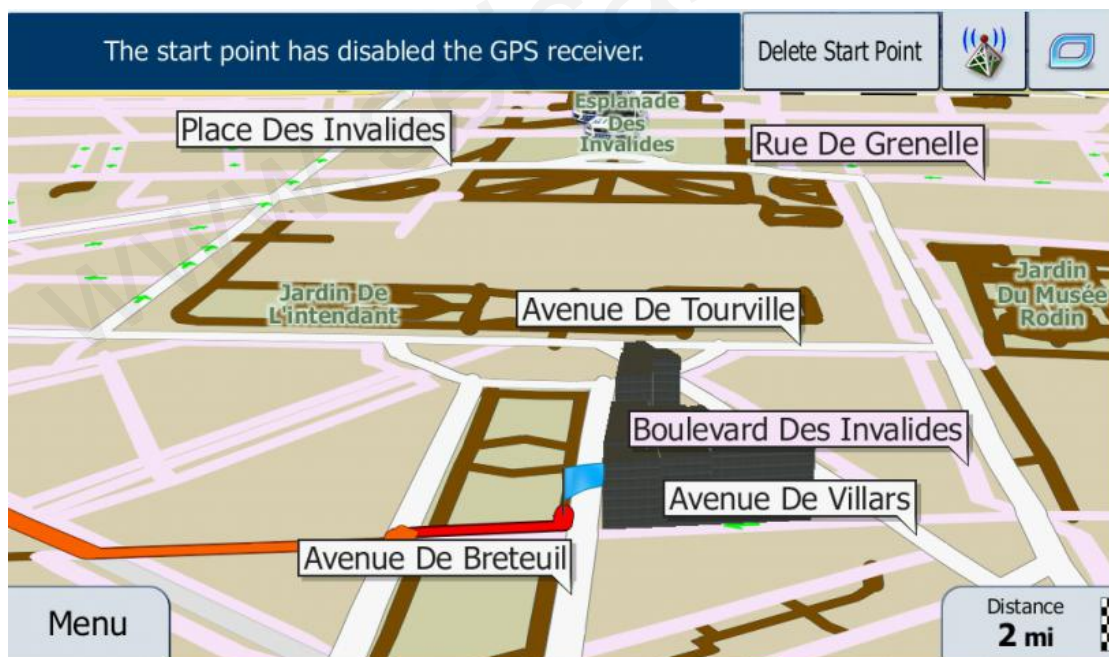 The start point has disabled the GPS receiver.
Delete Start Point
Esplanade
Des
Invalides
Place Des Invalides
Rue De Grenelle
Jardin De
L'intendant
Jardin
Du Musée
Rodin
Avenue De Tourville
Boulevard Des Invalides
Avenue De Villars
Avenue De Breteuil
Menu
Distance
2 mi